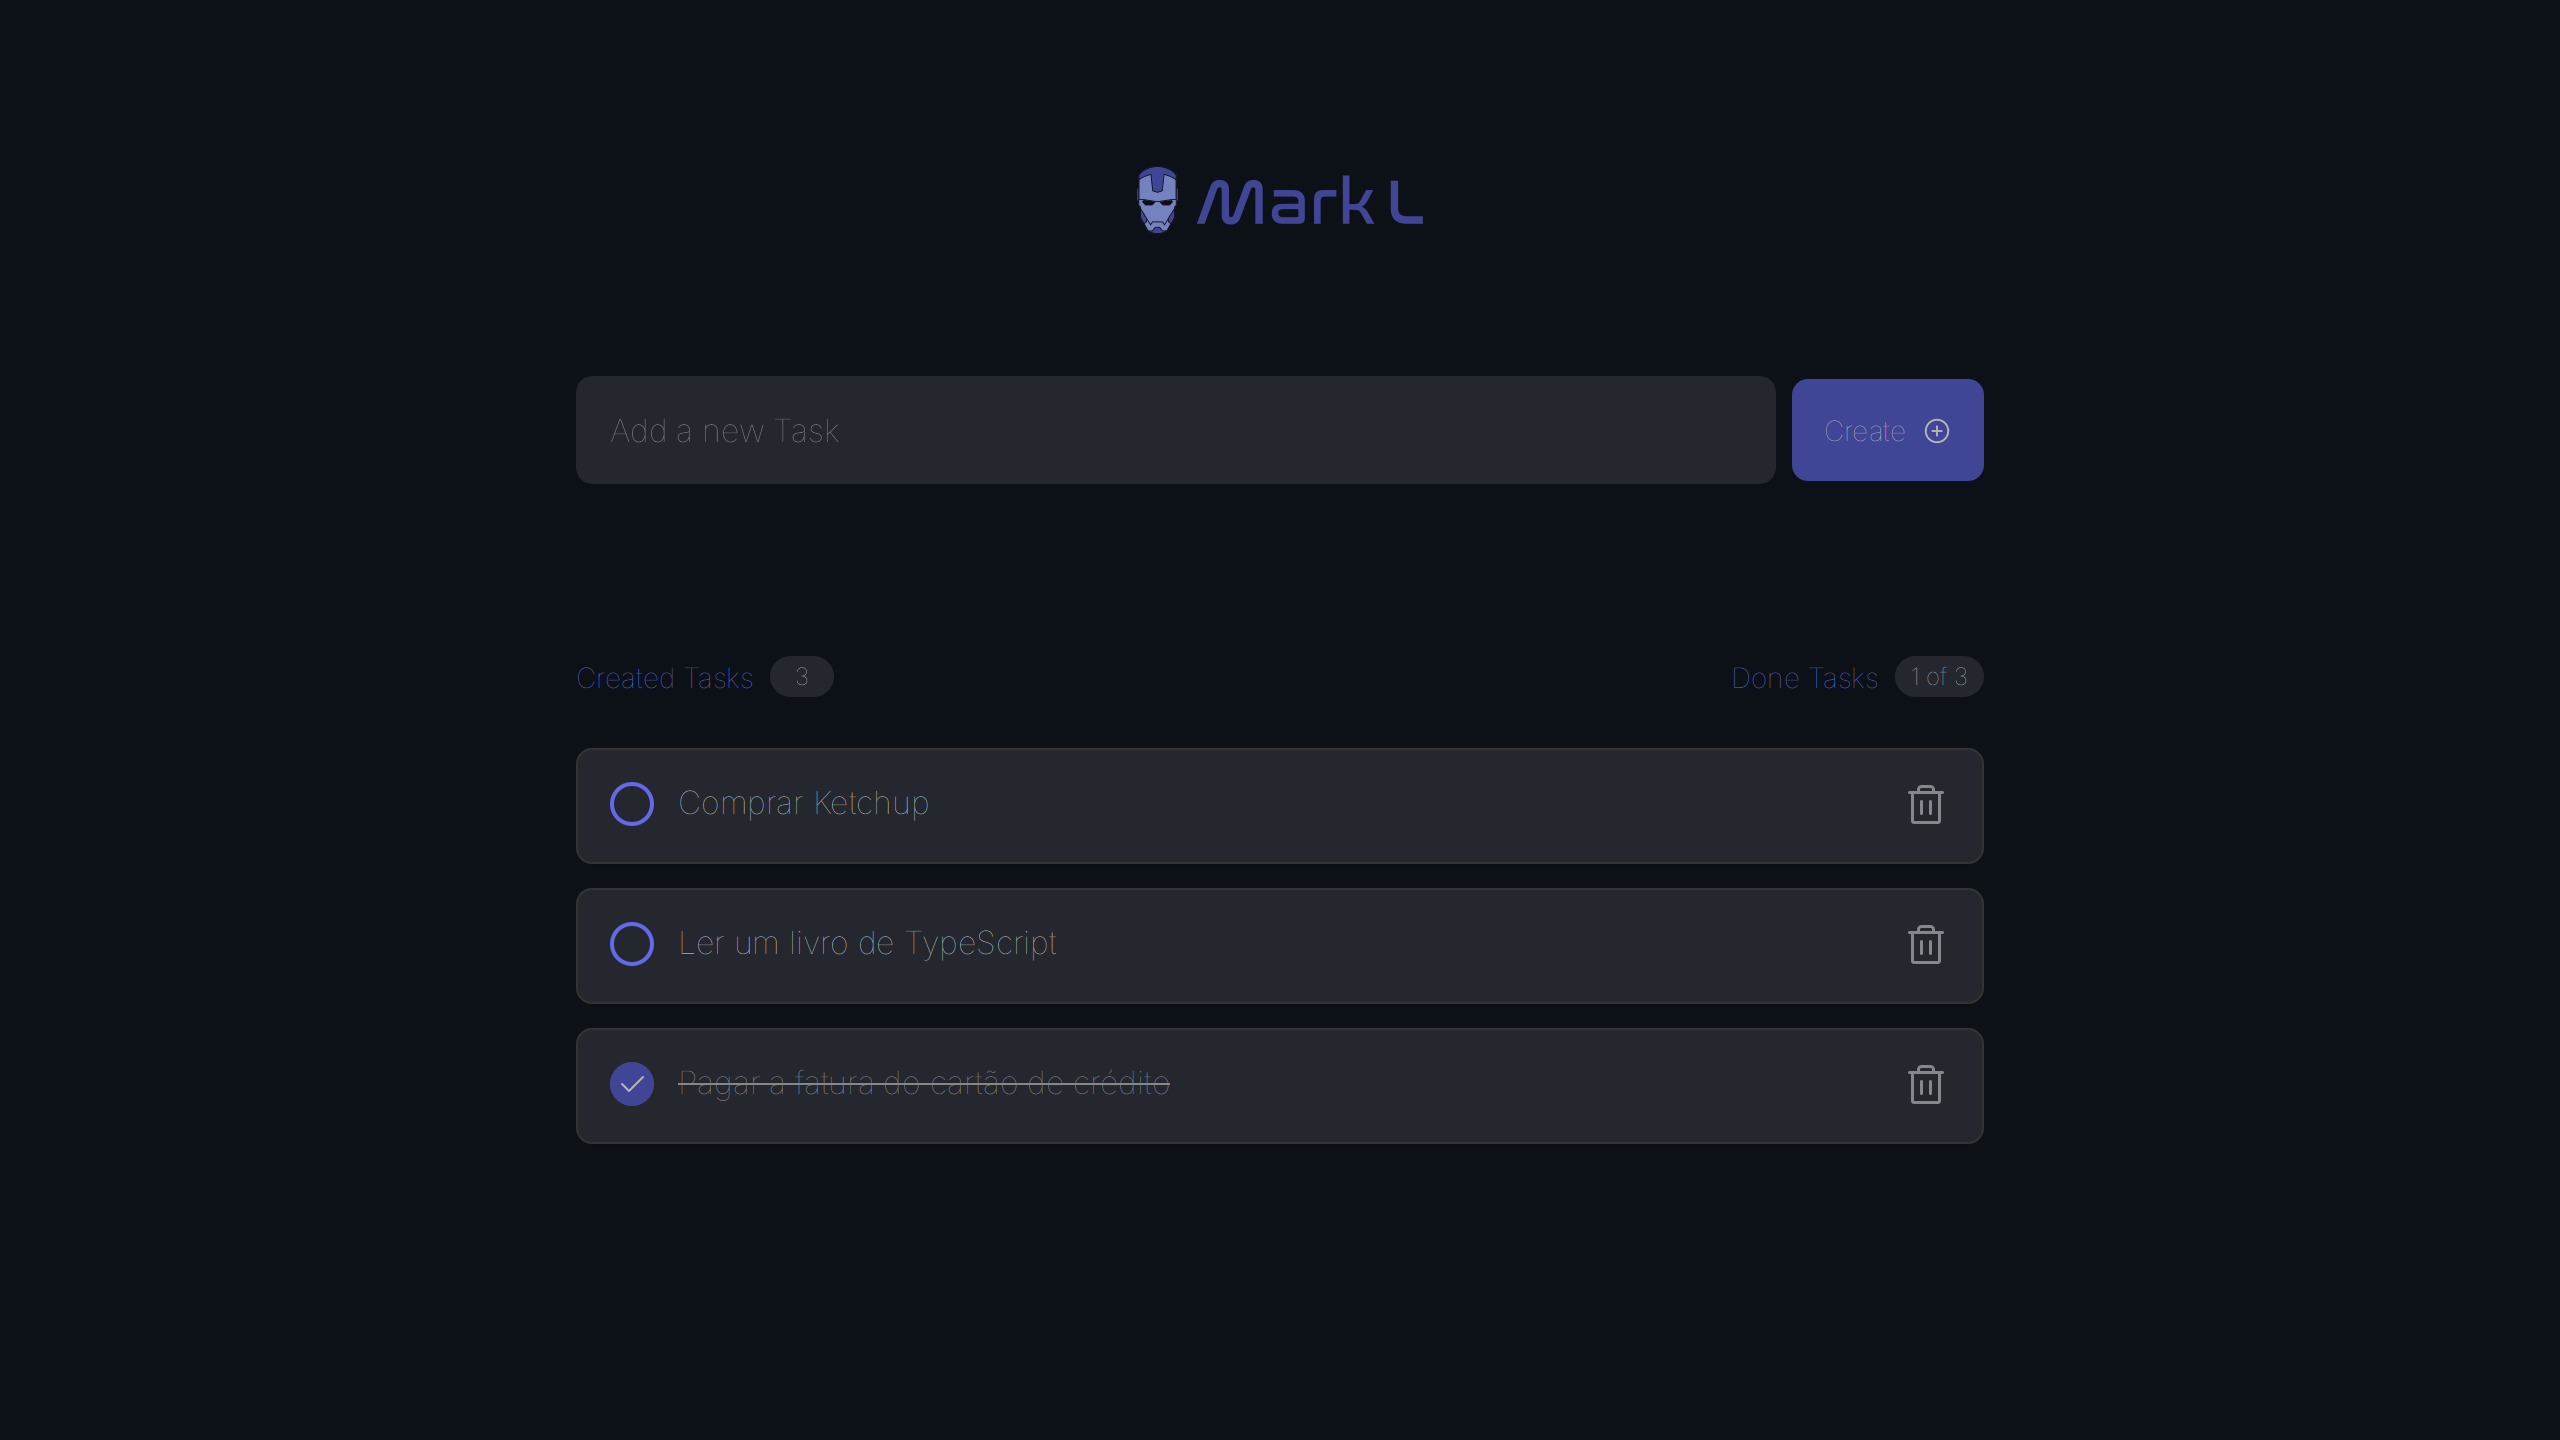 Mark L
Add a new Task
Create
Created Tasks 3
Done Tasks 1 of 3
Comprar Ketchup
Ler um livro de TypeScript
Pagar a fatura do cartão de crédito